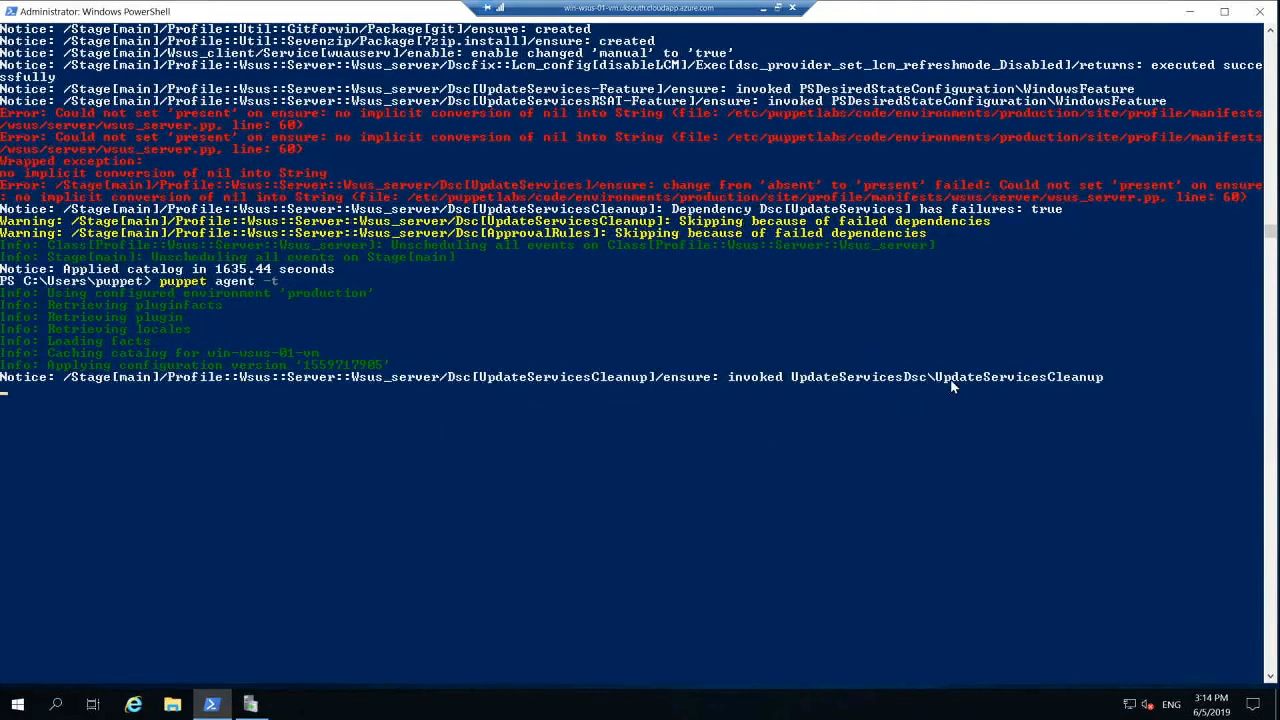 Administrator: Windows PowerShell
win-wsus-01-vm.uksouth.cloudapp.azure.com
Notice: /Stage[main]/Profile::Util::Gitforwin/Package[git]/ensure: created
Notice: /Stage[main]/Profile::Util::Sevenzip/Package[7zip.install]/ensure: created
Notice: /Stage[main]/Wsus_client/Service[wuauserv]/enable: enable changed 'manual' to 'true'
Notice: /Stage[main]/Profile::Wsus::Server::Wsus_server/Dscfix::Lcm_config[disableLCM]/Exec[dsc_provider_set_lcm_refreshmode_Disabled]/returns: executed succe
ssfully
Notice: /Stage[main]/Profile::Wsus::Server::Wsus_server/Dsc[UpdateServices-Feature]/ensure: invoked PSDesiredStateConfiguration\WindowsFeature
Notice: /Stage[main]/Profile::Wsus::Server::Wsus_server/Dsc[UpdateServicesRSAT-Feature]/ensure: invoked PSDesiredStateConfiguration\WindowsFeature
Error: Could not set 'present' on ensure: no implicit conversion of nil into String (file: /etc/puppetlabs/code/environments/production/site/profile/manifests
/wsus/server/wsus_server.pp, line: 60)
Error: Could not set 'present' on ensure: no implicit conversion of nil into String (file: /etc/puppetlabs/code/environments/production/site/profile/manifests
/wsus/server/wsus_server.pp, line: 60)
Wrapped exception:
no implicit conversion of nil into String
Error: /Stage[main]/Profile::Wsus::Server::Wsus_server/Dsc[UpdateServices]/ensure: change from 'absent' to 'present' failed: Could not set 'present' on ensure
: no implicit conversion of nil into String (file: /etc/puppetlabs/code/environments/production/site/profile/manifests/wsus/server/wsus_server.pp, line: 60)
Notice: /Stage[main]/Profile::Wsus::Server::Wsus_server/Dsc[UpdateServicesCleanup]: Dependency Dsc[UpdateServices] has failures: true
Warning: /Stage[main]/Profile::Wsus::Server::Wsus_server/Dsc[UpdateServicesCleanup]: Skipping because of failed dependencies
Warning: /Stage[main]/Profile::Wsus::Server::Wsus_server/Dsc[ApprovalRules]: Skipping because of failed dependencies
Info: Class[Profile::Wsus::Server::Wsus_server]: Unscheduling all events on Class[Profile::Wsus::Server::Wsus_server]
Info: Stage[main]: Unscheduling all events on Stage[main]
Notice: Applied catalog in 1635.44 seconds
PS C:\Users\puppet> puppet agent -t
Info: Using configured environment 'production'
Info: Retrieving pluginfacts
Info: Retrieving plugin
Info: Retrieving locales
Info: Loading facts
Info: Caching catalog for win-wsus-01-vm
Info: Applying configuration version '1559717905'
Notice: /Stage[main]/Profile::Wsus::Server::Wsus_server/Dsc[UpdateServicesCleanup]/ensure: invoked UpdateServicesDsc\UpdateServicesCleanup
ENG
3:14 PM
6/5/2019